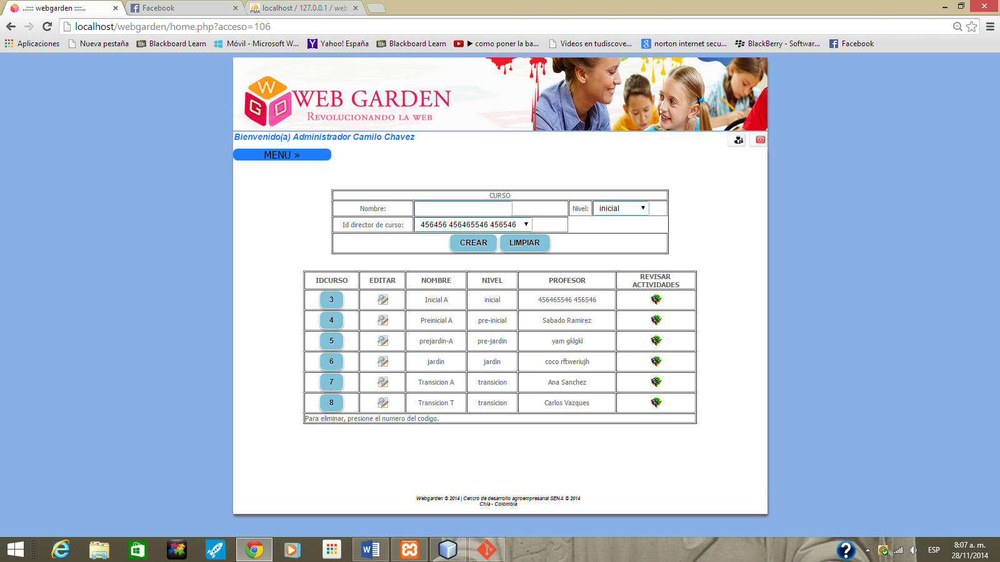 ..:::: webgarden ::::..
Facebook
localhost / 127.0.0.1 / web
localhost/webgarden/home.php?acceso=106
Aplicaciones
Nueva pestaña
Blackboard Learn
Móvil - Microsoft W...
Yahoo! España
Blackboard Learn
▶ como poner la ba...
Videos en tudiscove...
norton internet secu...
BlackBerry - Softwar...
Facebook
WEB GARDEN
REVOLUCIONANDO LA WEB
Bienvenido(a) Administrador Camilo Chavez
MENU »
CURSO
Nombre:
Nivel: inicial
Id director de curso: 456456 456465546 456546
CREAR LIMPIAR
IDCURSO EDITAR NOMBRE NIVEL PROFESOR REVISAR ACTIVIDADES
3 Inicial A inicial 456465546 456546
4 Preinicial A pre-inicial Sabado Ramirez
5 prejardin-A pre-jardin yam gklgkl
6 jardin jardin coco rftweriujh
7 Transicion A transicion Ana Sanchez
8 Transicion T transicion Carlos Vazques
Para eliminar, presione el numero del codigo.
Webgarden © 2014 | Centro de desarrollo agroempresarial SENA © 2014
Chía - Colombia
ESP
8:07 a. m.
28/11/2014